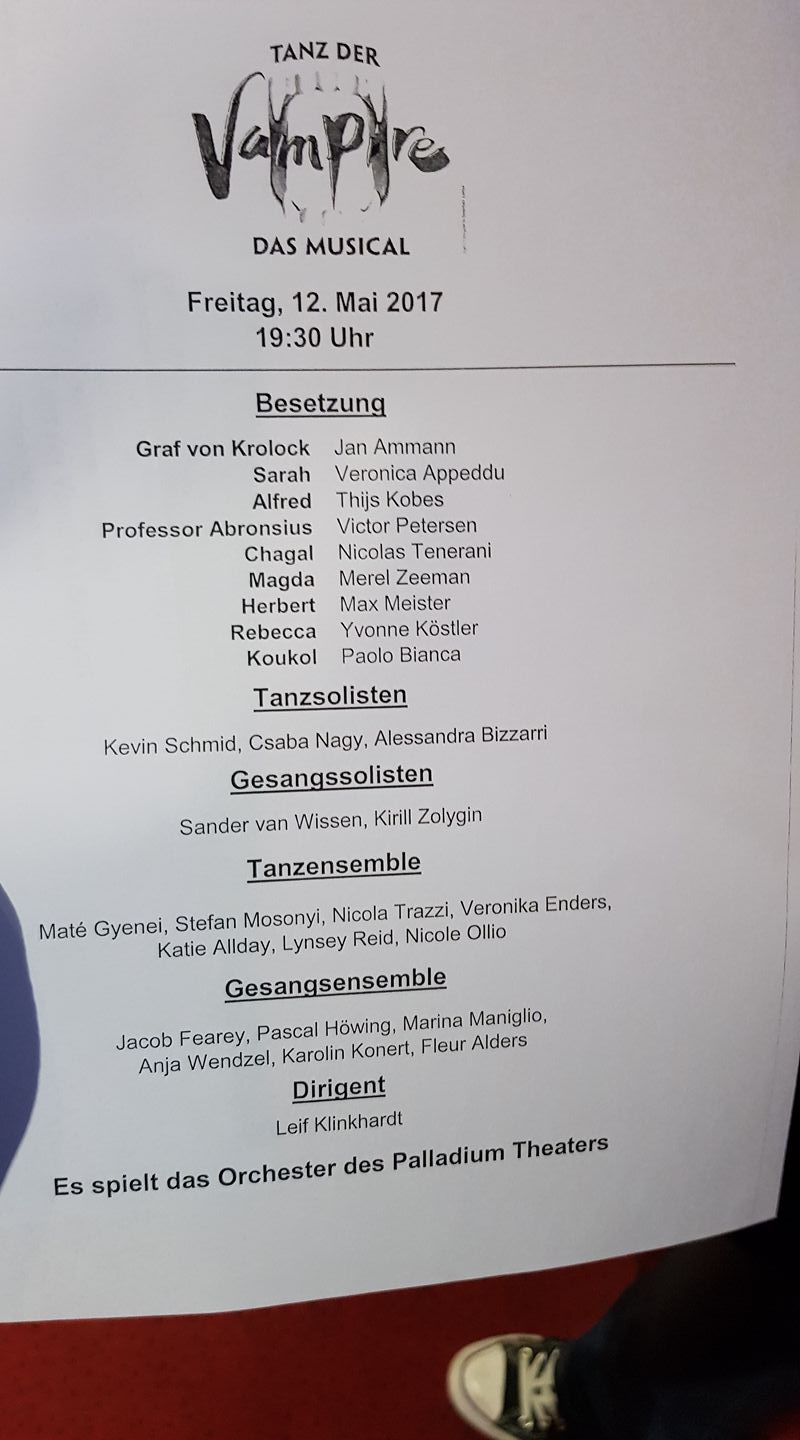 TANZ DER
Vampire
DAS MUSICAL
Freitag, 12. Mai 2017
19:30 Uhr
Besetzung
Graf von Krolock Jan Ammann
Sarah Veronica Appeddu
Alfred Thijs Kobes
Professor Abronsius Victor Petersen
Chagal Nicolas Tenerani
Magda Merel Zeeman
Herbert Max Meister
Rebecca Yvonne Köstler
Koukol Paolo Bianca
Tanzsolisten
Kevin Schmid, Csaba Nagy, Alessandra Bizzarri
Gesangssolisten
Sander van Wissen, Kirill Zolygin
Tanzensemble
Maté Gyenei, Stefan Mosonyi, Nicola Trazzi, Veronika Enders,
Katie Allday, Lynsey Reid, Nicole Ollio
Gesangsensemble
Jacob Fearey, Pascal Höwing, Marina Maniglio,
Anja Wendzel, Karolin Konert, Fleur Alders
Dirigent
Leif Klinkhardt
Es spielt das Orchester des Palladium Theaters